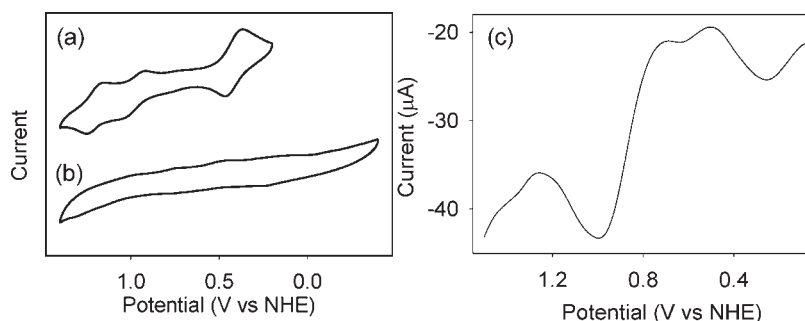 (a)
(b)
Current
1.0 0.5 0.0
Potential (V vs NHE)
(c)
-20
-30
-40
Current (μA)
1.2 0.8 0.4
Potential (V vs NHE)